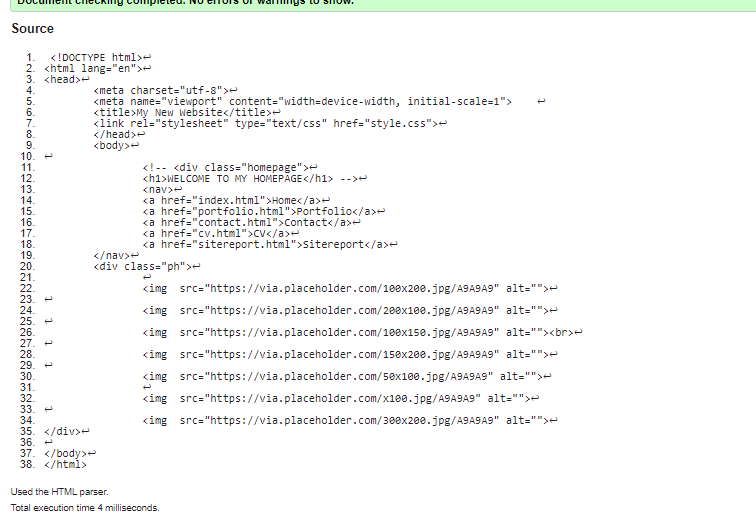 Document checking completed. No errors or warnings to show.
Source
1. <!DOCTYPE html>↩
2. <html lang="en">↩
3. <head>↩
4. <meta charset="utf-8">↩
5. <meta name="viewport" content="width=device-width, initial-scale=1"> ↩
6. <title>My New Website</title>↩
7. <link rel="stylesheet" type="text/css" href="style.css">↩
8. </head>↩
9. <body>↩
10. ↩
11. <!-- <div class="homepage">↩
12. <h1>WELCOME TO MY HOMEPAGE</h1> -->↩
13. <nav>↩
14. <a href="index.html">Home</a>↩
15. <a href="portfolio.html">Portfolio</a>↩
16. <a href="contact.html">Contact</a>↩
17. <a href="cv.html">CV</a>↩
18. <a href="sitereport.html">Sitereport</a>↩
19. </nav>↩
20. <div class="ph">↩
21. ↩
22. <img src="https://via.placeholder.com/100x200.jpg/A9A9A9" alt="">↩
23. ↩
24. <img src="https://via.placeholder.com/200x100.jpg/A9A9A9" alt="">↩
25. ↩
26. <img src="https://via.placeholder.com/100x150.jpg/A9A9A9" alt=""><br>↩
27. ↩
28. <img src="https://via.placeholder.com/150x200.jpg/A9A9A9" alt="">↩
29. ↩
30. <img src="https://via.placeholder.com/50x100.jpg/A9A9A9" alt="">↩
31. ↩
32. <img src="https://via.placeholder.com/x100.jpg/A9A9A9" alt="">↩
33. ↩
34. <img src="https://via.placeholder.com/300x200.jpg/A9A9A9" alt="">↩
35. </div>↩
36. ↩
37. </body>↩
38. </html>
Used the HTML parser.
Total execution time 4 milliseconds.